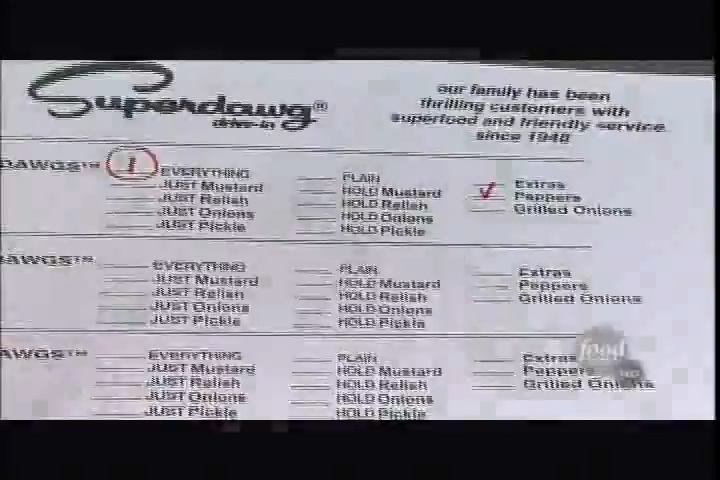 Superdawg®
drive-in
our family has been
thrilling customers with
superfood and friendly service
since 1948
DAWGS™ 1 EVERYTHING PLAIN Extras
JUST Mustard HOLD Mustard ✓ Peppers
JUST Relish HOLD Relish Grilled Onions
JUST Onions HOLD Onions
JUST Pickle HOLD Pickle
DAWGS™ EVERYTHING PLAIN Extras
JUST Mustard HOLD Mustard Peppers
JUST Relish HOLD Relish Grilled Onions
JUST Onions HOLD Onions
JUST Pickle HOLD Pickle
AWGS™ EVERYTHING PLAIN Extras
JUST Mustard HOLD Mustard Peppers
JUST Relish HOLD Relish Grilled Onions
JUST Onions HOLD Onions
JUST Pickle HOLD Pickle
food